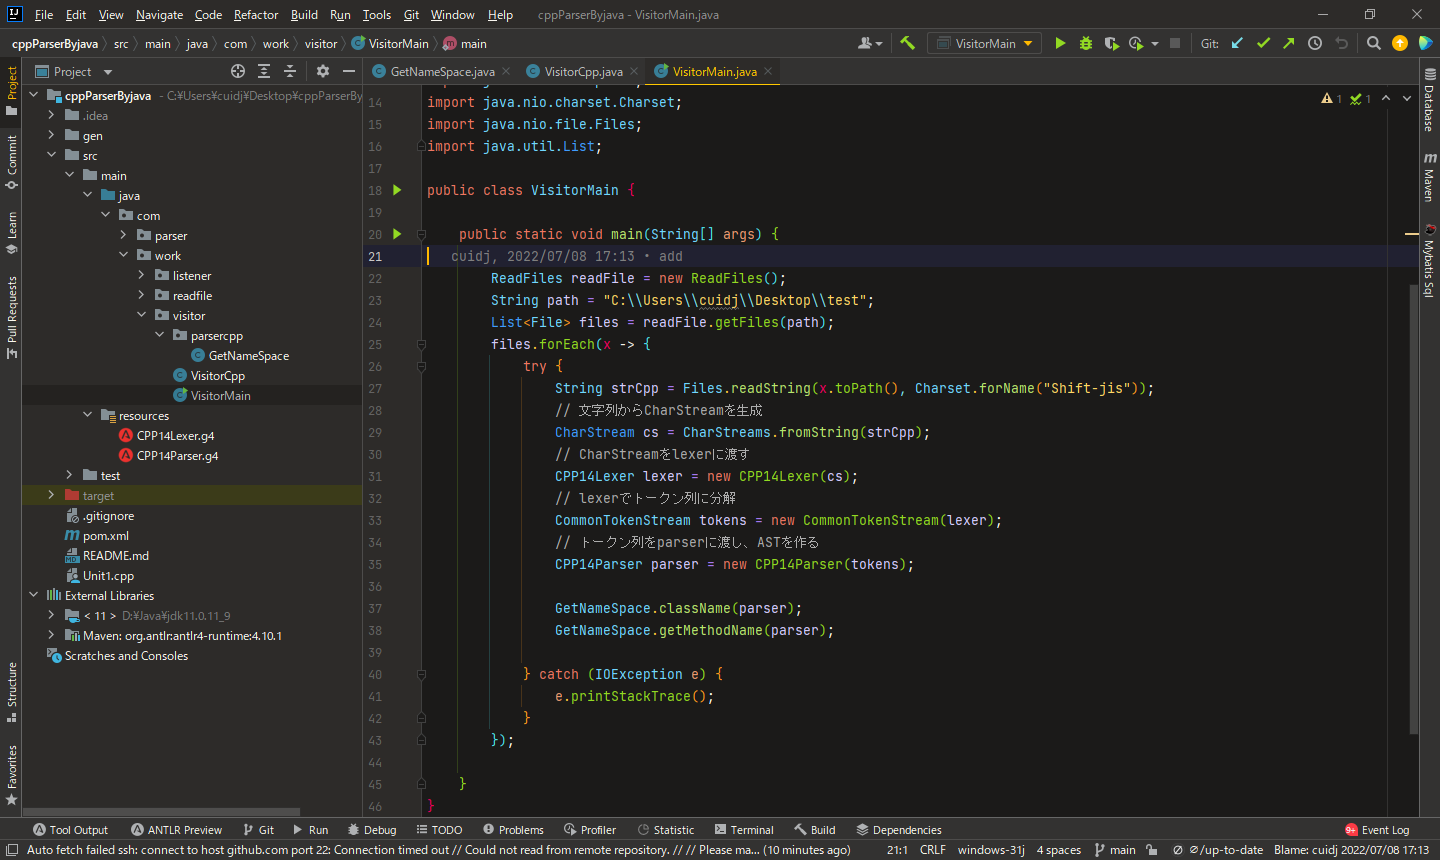 File Edit View Navigate Code Refactor Build Run Tools Git Window Help cppParserByjava - VisitorMain.java
cppParserByjava src main java com work visitor VisitorMain main VisitorMain Git:
Project GetNameSpace.java VisitorCpp.java VisitorMain.java
Project
Commit
Learn
Pull Requests
Structure
Favorites
cppParserByjava - C:¥Users¥cuidj¥Desktop¥cppParserBy
.idea
gen
src
main
java
com
parser
work
listener
readfile
visitor
parsercpp
GetNameSpace
VisitorCpp
VisitorMain
resources
CPP14Lexer.g4
CPP14Parser.g4
test
target
.gitignore
pom.xml
README.md
Unit1.cpp
External Libraries
< 11 > D:¥Java¥jdk11.0.11_9
Maven: org.antlr:antlr4-runtime:4.10.1
Scratches and Consoles
1 1
14 import java.nio.charset.Charset;
15 import java.nio.file.Files;
16 import java.util.List;
17
18 public class VisitorMain {
19
20 public static void main(String[] args) {
21 cuidj, 2022/07/08 17:13 • add
22 ReadFiles readFile = new ReadFiles();
23 String path = "C:\\Users\\cuidj\\Desktop\\test";
24 List<File> files = readFile.getFiles(path);
25 files.forEach(x -> {
26 try {
27 String strCpp = Files.readString(x.toPath(), Charset.forName("Shift-jis"));
28 // 文字列からCharStreamを生成
29 CharStream cs = CharStreams.fromString(strCpp);
30 // CharStreamをlexerに渡す
31 CPP14Lexer lexer = new CPP14Lexer(cs);
32 // lexerでトークン列に分解
33 CommonTokenStream tokens = new CommonTokenStream(lexer);
34 // トークン列をparserに渡し、ASTを作る
35 CPP14Parser parser = new CPP14Parser(tokens);
36
37 GetNameSpace.className(parser);
38 GetNameSpace.getMethodName(parser);
39
40 } catch (IOException e) {
41 e.printStackTrace();
42 }
43 });
44
45 }
46 }
Database
Maven
Mybatis Sql
Tool Output ANTLR Preview Git Run Debug TODO Problems Profiler Statistic Terminal Build Dependencies 9+ Event Log
Auto fetch failed ssh: connect to host github.com port 22: Connection timed out // Could not read from remote repository. // // Please ma... (10 minutes ago) 21:1 CRLF windows-31j 4 spaces main ⊘/up-to-date Blame: cuidj 2022/07/08 17:13